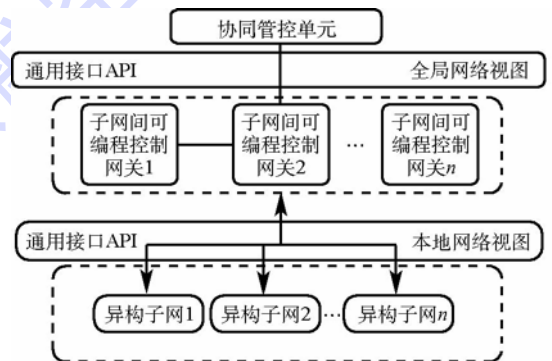 协同管控单元
通用接口API 全局网络视图
子网间可编程控制网关1 子网间可编程控制网关2 … 子网间可编程控制网关n
通用接口API 本地网络视图
异构子网1 异构子网2 … 异构子网n